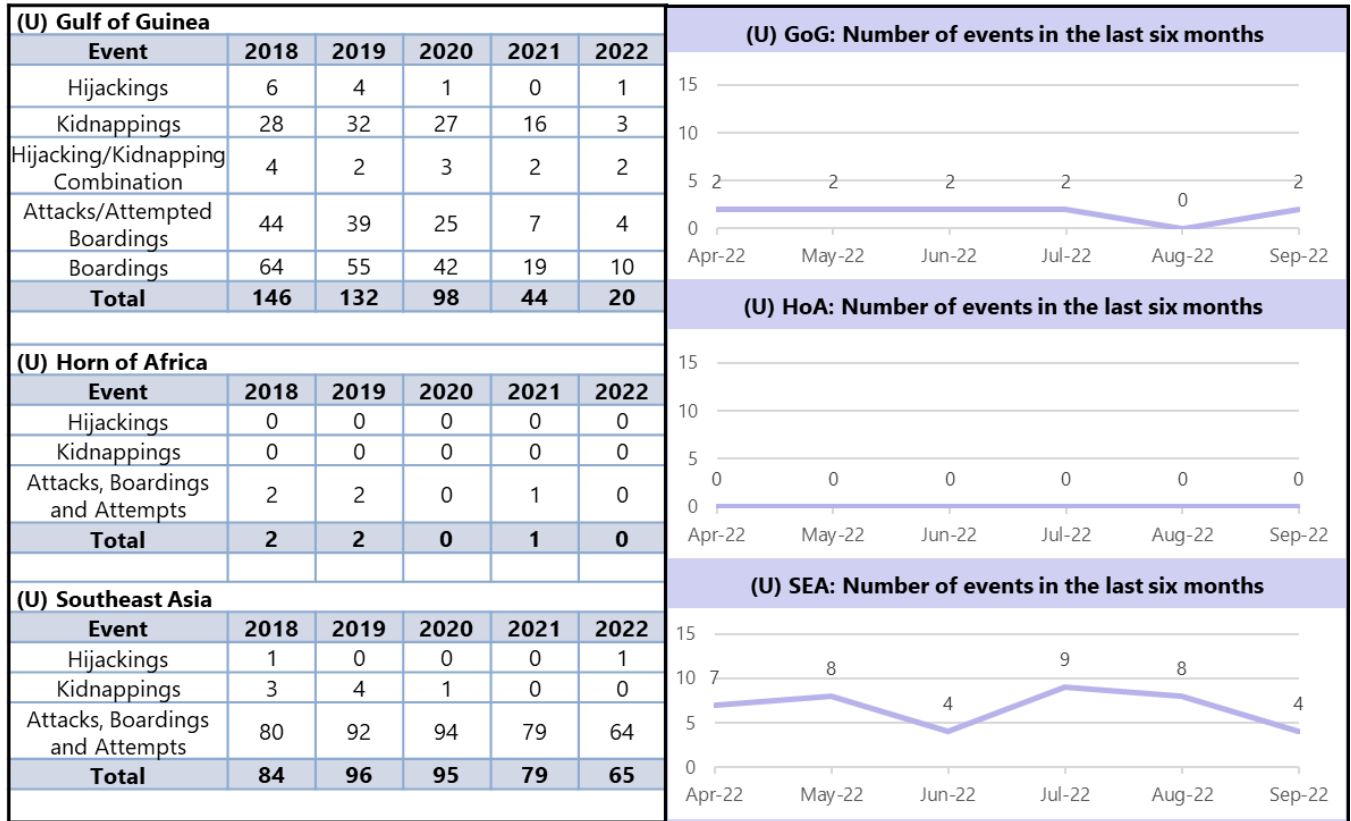 (U) Gulf of Guinea
Event 2018 2019 2020 2021 2022
Hijackings 6 4 1 0 1
Kidnappings 28 32 27 16 3
Hijacking/Kidnapping
Combination 4 2 3 2 2
Attacks/Attempted
Boardings 44 39 25 7 4
Boardings 64 55 42 19 10
Total 146 132 98 44 20
(U) Horn of Africa
Event 2018 2019 2020 2021 2022
Hijackings 0 0 0 0 0
Kidnappings 0 0 0 0 0
Attacks, Boardings
and Attempts 2 2 0 1 0
Total 2 2 0 1 0
(U) Southeast Asia
Event 2018 2019 2020 2021 2022
Hijackings 1 0 0 0 1
Kidnappings 3 4 1 0 0
Attacks, Boardings
and Attempts 80 92 94 79 64
Total 84 96 95 79 65
(U) GoG: Number of events in the last six months
15
10
5 2 2 2 2 0 2
0
Apr-22 May-22 Jun-22 Jul-22 Aug-22 Sep-22
(U) HoA: Number of events in the last six months
15
10
5
0 0 0 0 0 0
0
Apr-22 May-22 Jun-22 Jul-22 Aug-22 Sep-22
(U) SEA: Number of events in the last six months
15
10 7 8 4 9 8 4
5
0
Apr-22 May-22 Jun-22 Jul-22 Aug-22 Sep-22